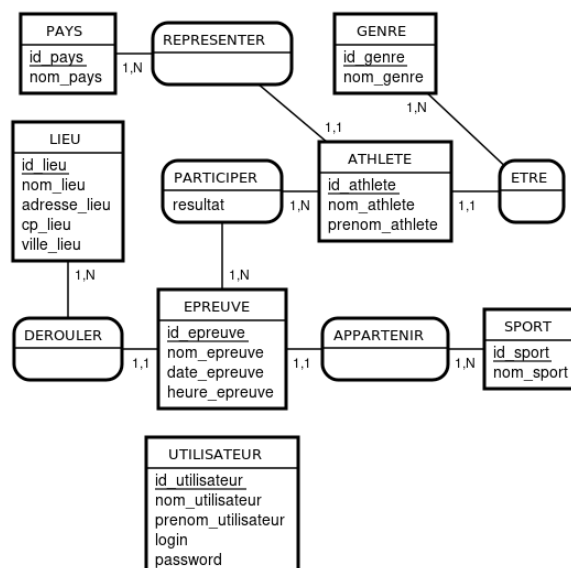 PAYS
id_pays
nom_pays
1,N
REPRESENTER
GENRE
id_genre
nom_genre
1,N
1,1
LIEU
id_lieu
nom_lieu
adresse_lieu
cp_lieu
ville_lieu
1,N
PARTICIPER
resultat
1,N
1,N
ATHLETE
id_athlete
nom_athlete
prenom_athlete
1,1
ETRE
DEROULER
1,1
EPREUVE
id_epreuve
nom_epreuve
date_epreuve
heure_epreuve
1,1
APPARTENIR
1,N
SPORT
id_sport
nom_sport
UTILISATEUR
id_utilisateur
nom_utilisateur
prenom_utilisateur
login
password